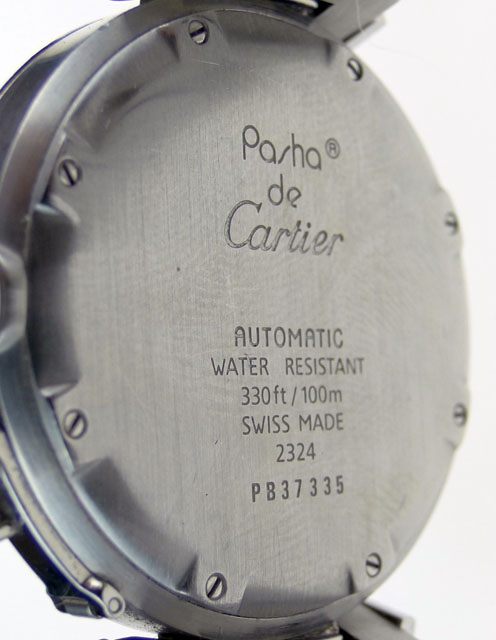 Pasha®
de
Cartier
AUTOMATIC
WATER RESISTANT
330ft/100m
SWISS MADE
2324
PB37335